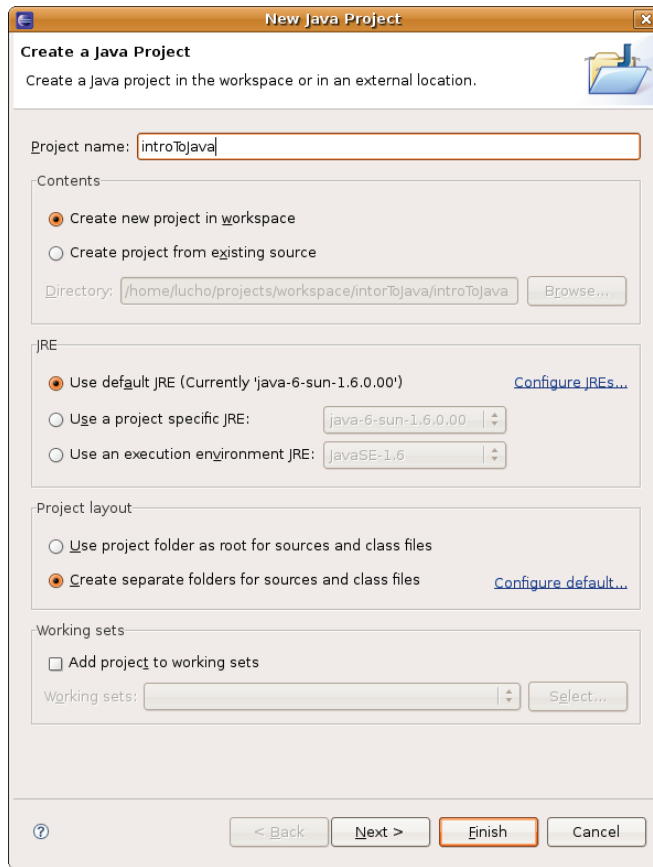 New Java Project
Create a Java Project
Create a Java project in the workspace or in an external location.
Project name: introToJava
Contents
Create new project in workspace
Create project from existing source
Directory: /home/lucho/projects/workspace/intorToJava/introToJava Browse...
JRE
Use default JRE (Currently 'java-6-sun-1.6.0.00') Configure JREs...
Use a project specific JRE: java-6-sun-1.6.0.00
Use an execution environment JRE: JavaSE-1.6
Project layout
Use project folder as root for sources and class files
Create separate folders for sources and class files Configure default...
Working sets
Add project to working sets
Working sets: Select...
? < Back Next > Finish Cancel